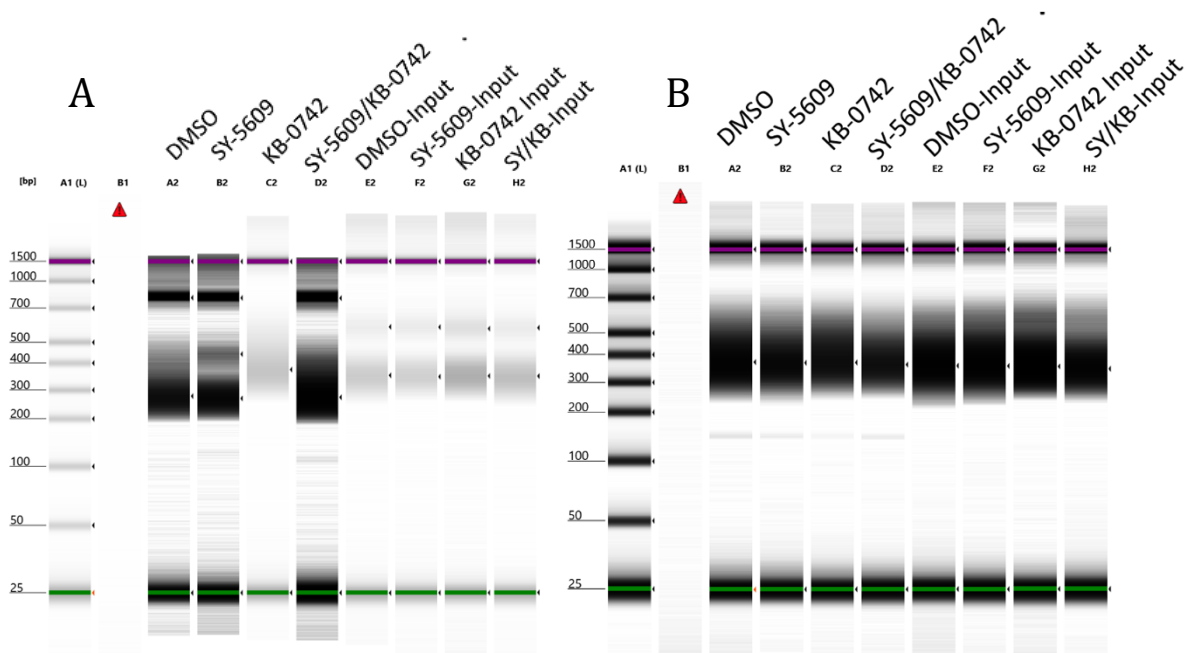 A
DMSO
SY-5609
KB-0742
SY-5609/KB-0742
DMSO-Input
SY-5609-Input
KB-0742 Input
SY/KB-Input
[bp] A1 (L) B1 A2 B2 C2 D2 E2 F2 G2 H2
1500
1000
700
500
400
300
200
100
50
25
B
DMSO
SY-5609
KB-0742
SY-5609/KB-0742
DMSO-Input
SY-5609-Input
KB-0742 Input
SY/KB-Input
A1 (L) B1 A2 B2 C2 D2 E2 F2 G2 H2
1500
1000
700
500
400
300
200
100
50
25